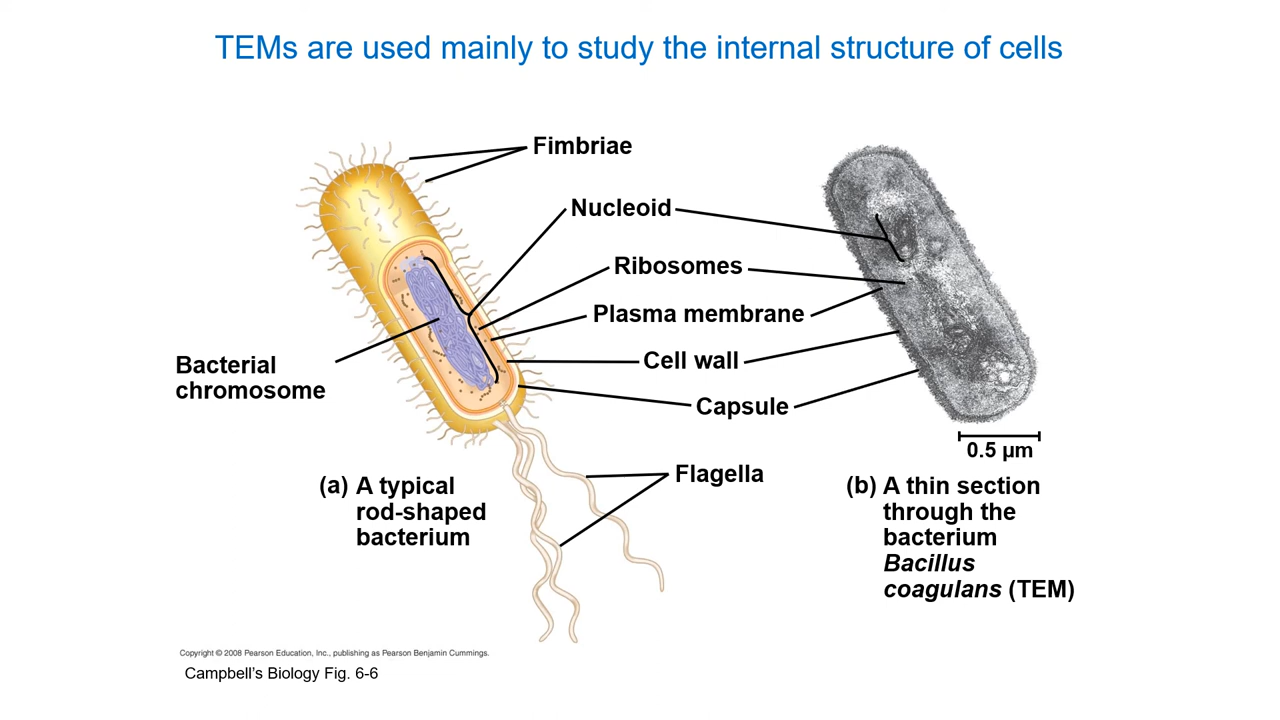 TEMs are used mainly to study the internal structure of cells
Fimbriae
Nucleoid
Ribosomes
Plasma membrane
Cell wall
Bacterial
chromosome
Capsule
0.5 µm
Flagella
(a) A typical
rod-shaped
bacterium
(b) A thin section
through the
bacterium
Bacillus
coagulans (TEM)
Copyright © 2008 Pearson Education, Inc., publishing as Pearson Benjamin Cummings.
Campbell's Biology Fig. 6-6